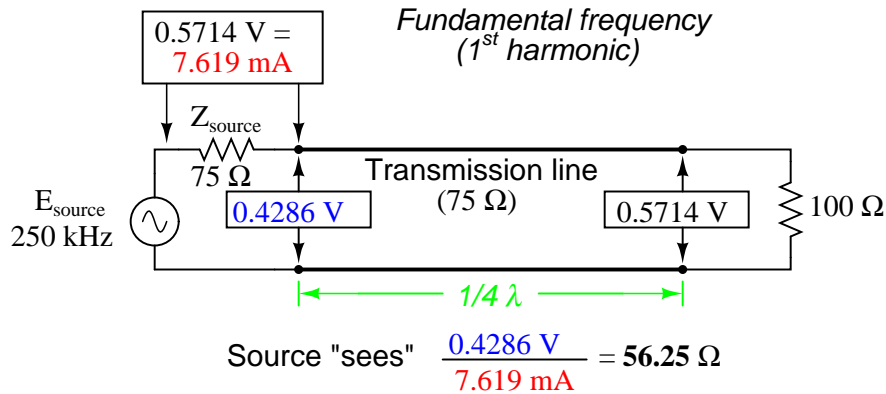 Fundamental frequency
(1st harmonic)
0.5714 V =
7.619 mA
Zsource
75 Ω
Transmission line
(75 Ω)
Esource
250 kHz
0.4286 V
0.5714 V
100 Ω
1/4 λ
Source "sees" 0.4286 V / 7.619 mA = 56.25 Ω